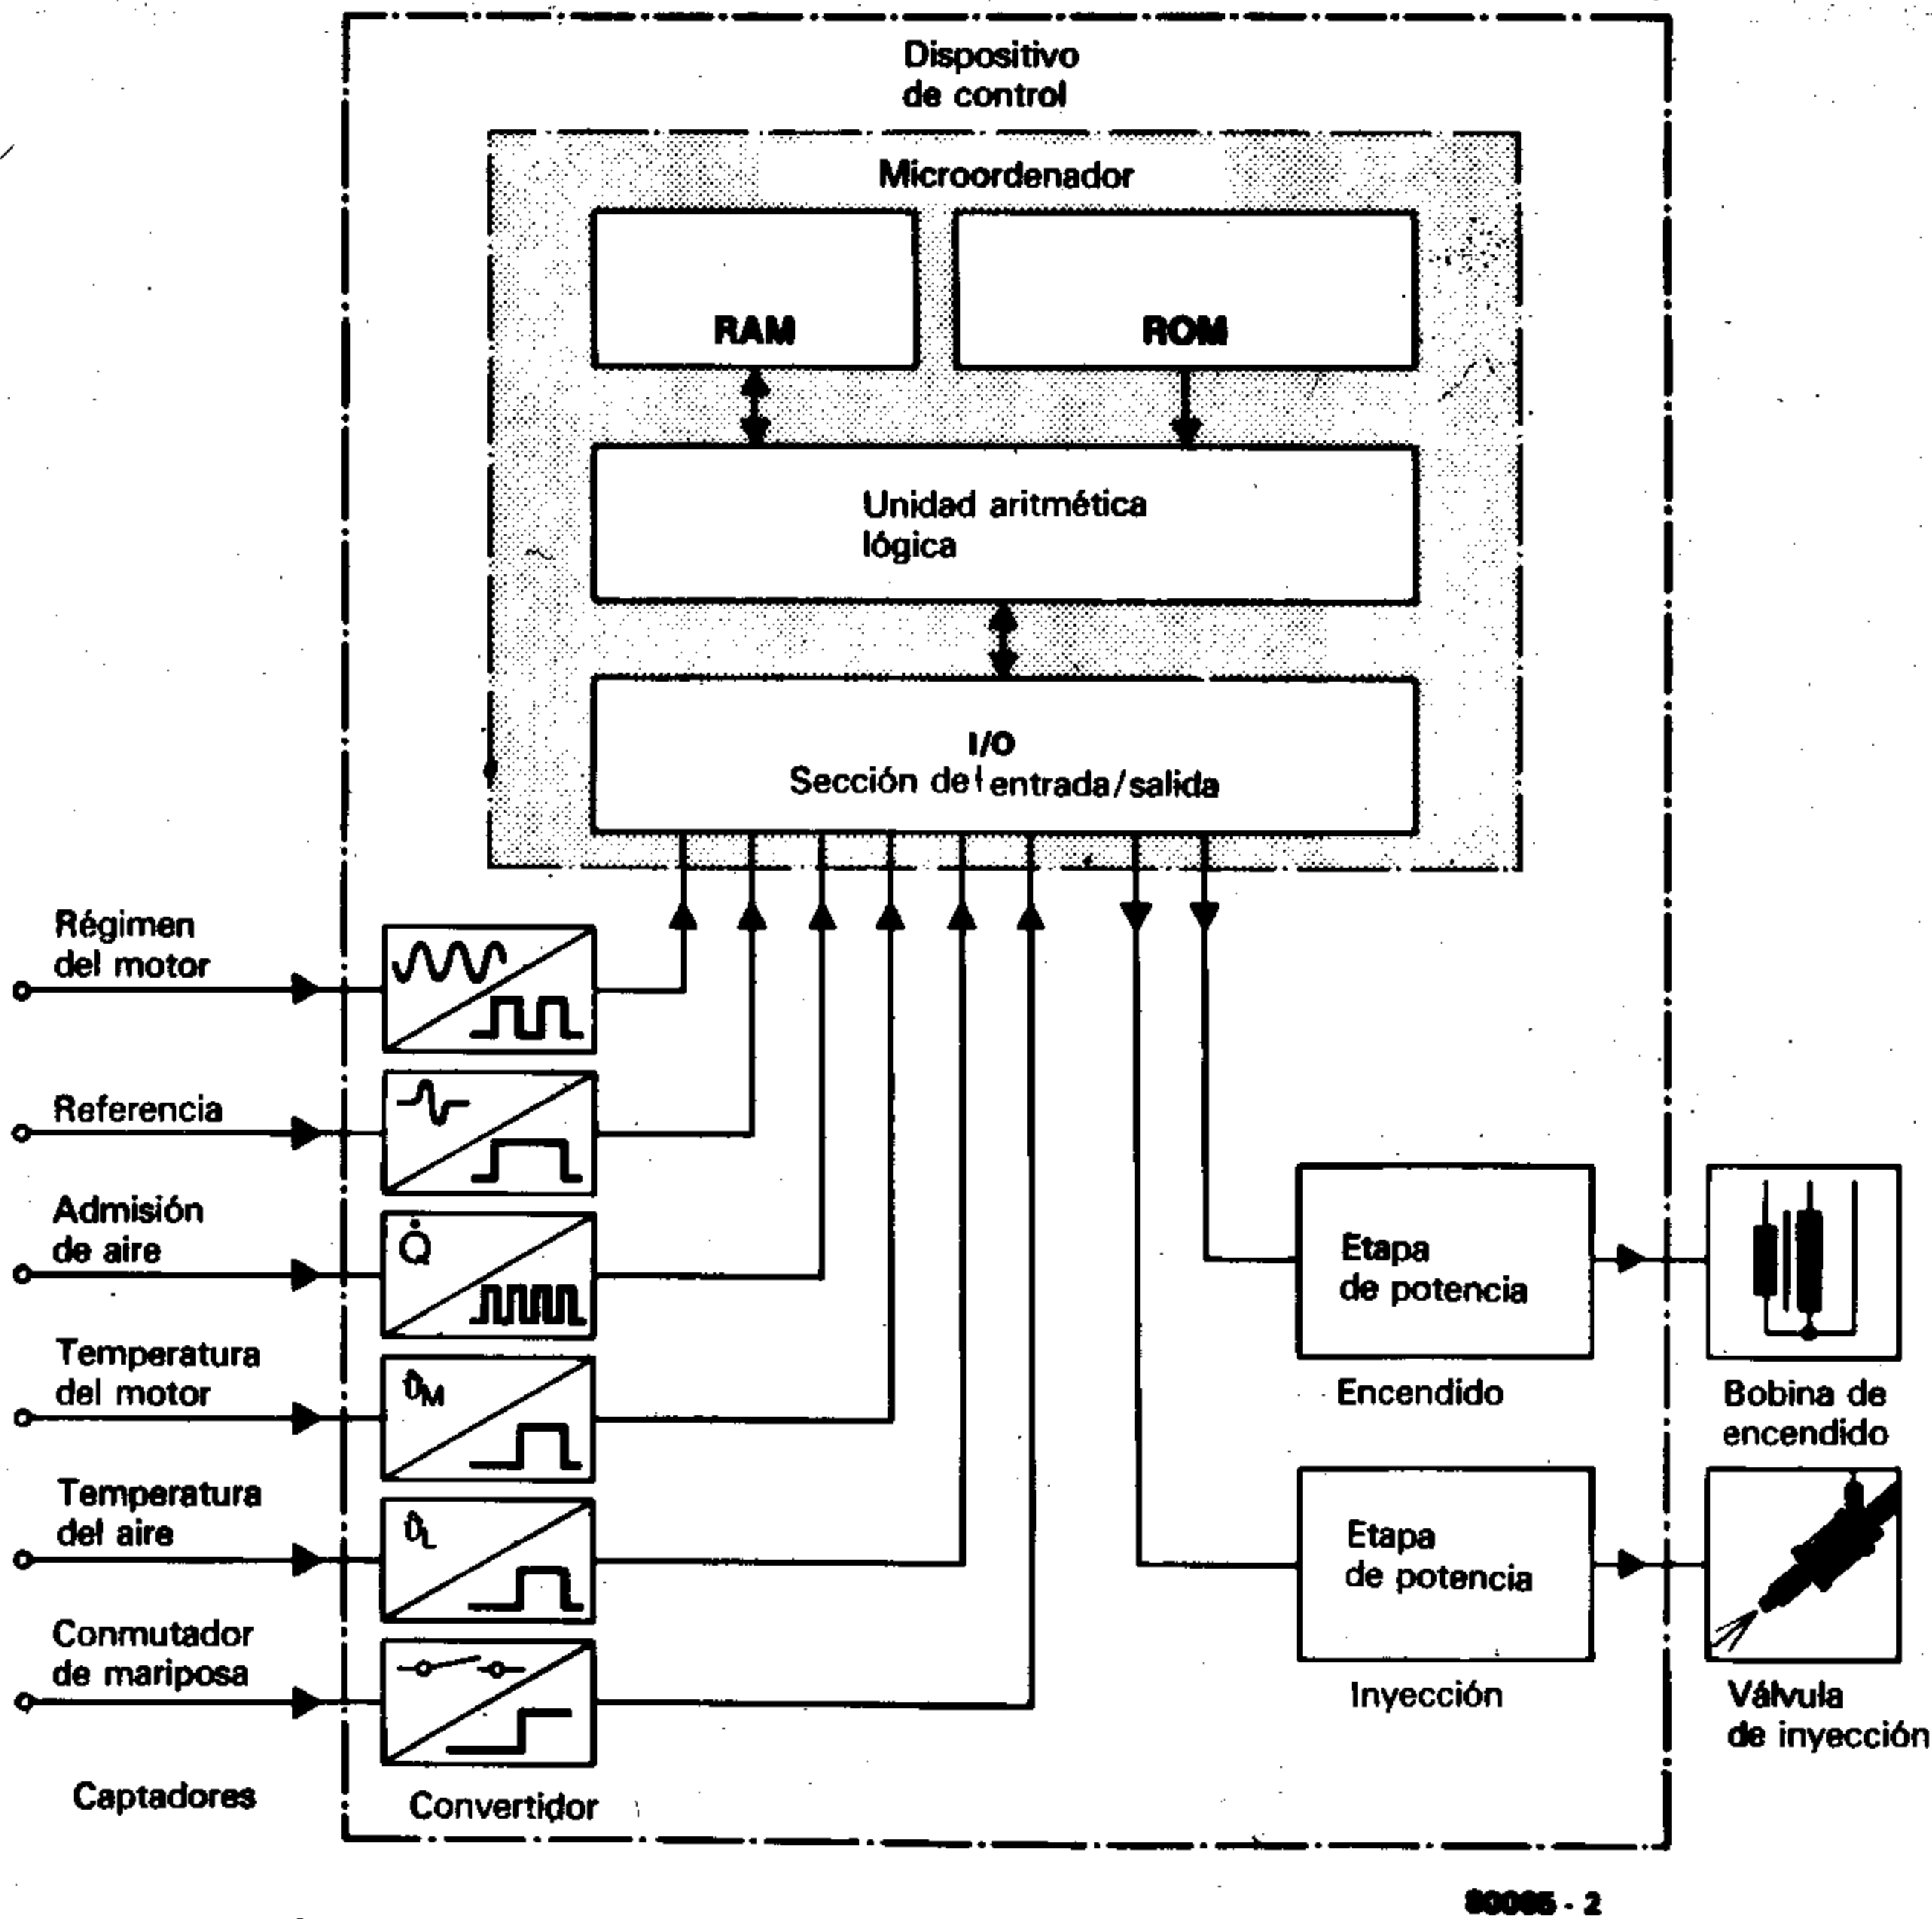 Dispositivo
de control
Microordenador
RAM
ROM
Unidad aritmética
lógica
I/O
Sección de entrada/salida
Régimen
del motor
Referencia
Admisión
de aire
Q̇
Temperatura
del motor
ϑM
Temperatura
del aire
ϑL
Conmutador
de mariposa
Captadores
Convertidor
Etapa
de potencia
Encendido
Bobina de
encendido
Etapa
de potencia
Inyección
Válvula
de inyección
- 2